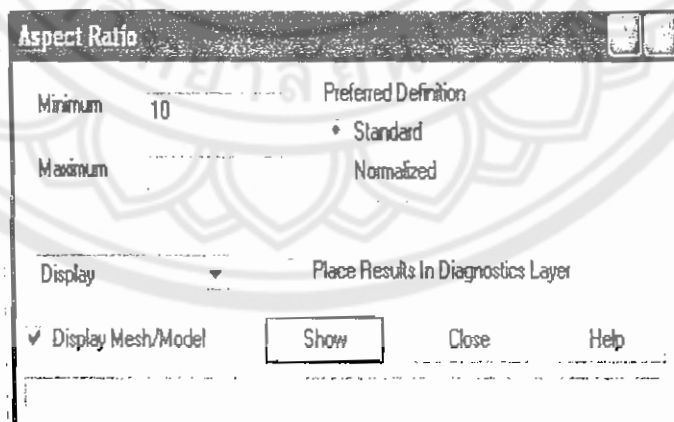 Aspect Ratio
Minimum 10
Preferred Definition
Standard
Maximum
Normalized
Display
Place Results In Diagnostics Layer
Display Mesh/Model
Show
Close
Help